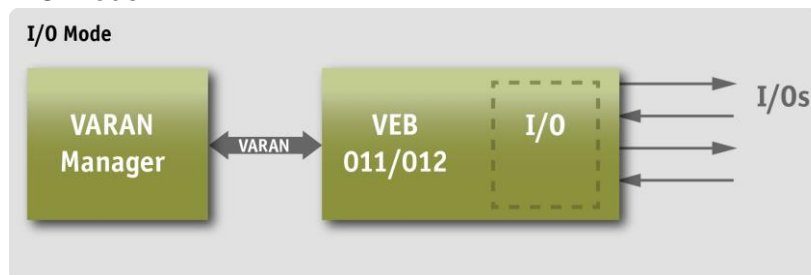 I/O Mode
VARAN
Manager
VARAN
VEB
011/012
I/O
I/Os